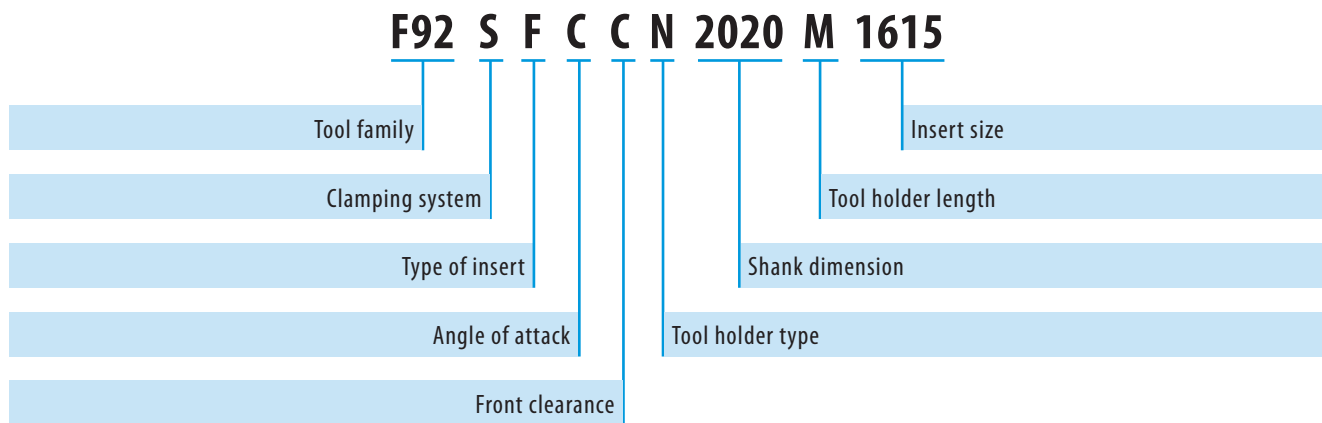 F92 S F C C N 2020 M 1615
Tool family
Insert size
Clamping system
Tool holder length
Type of insert
Shank dimension
Angle of attack
Tool holder type
Front clearance